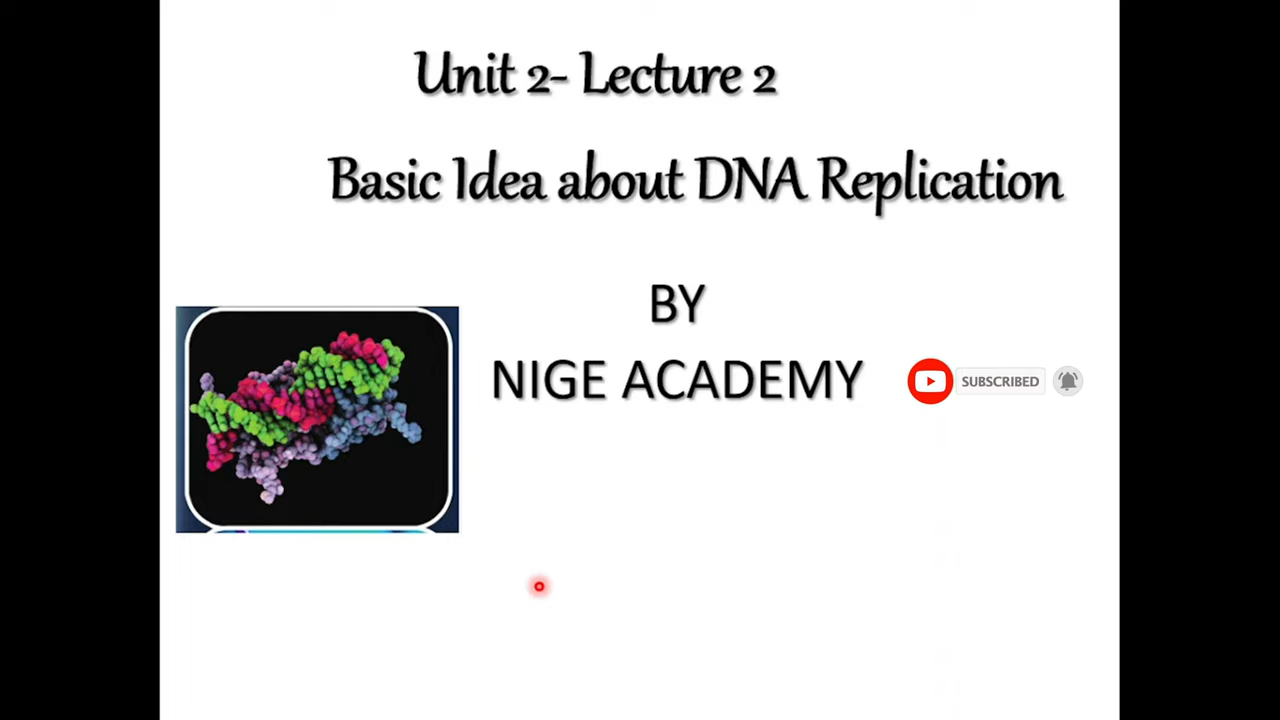 Unit 2- Lecture 2
Basic Idea about DNA Replication
BY
NIGE ACADEMY
SUBSCRIBED